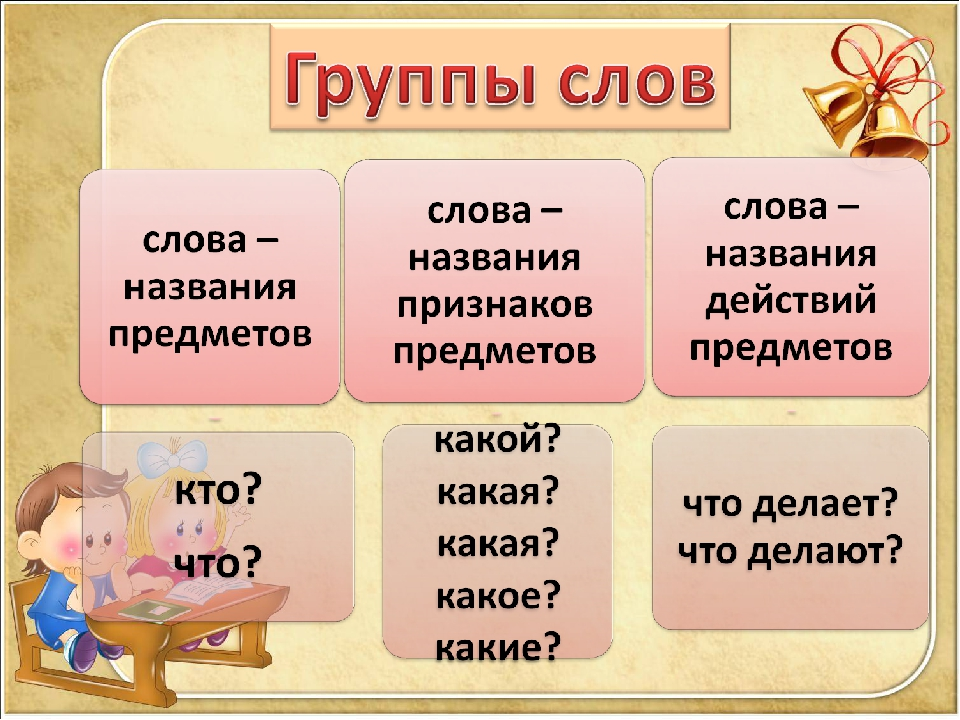 Группы слов
слова –
названия
предметов
слова –
названия
признаков
предметов
слова –
названия
действий
предметов
кто?
что?
какой?
какая?
какая?
какое?
какие?
что делает?
что делают?